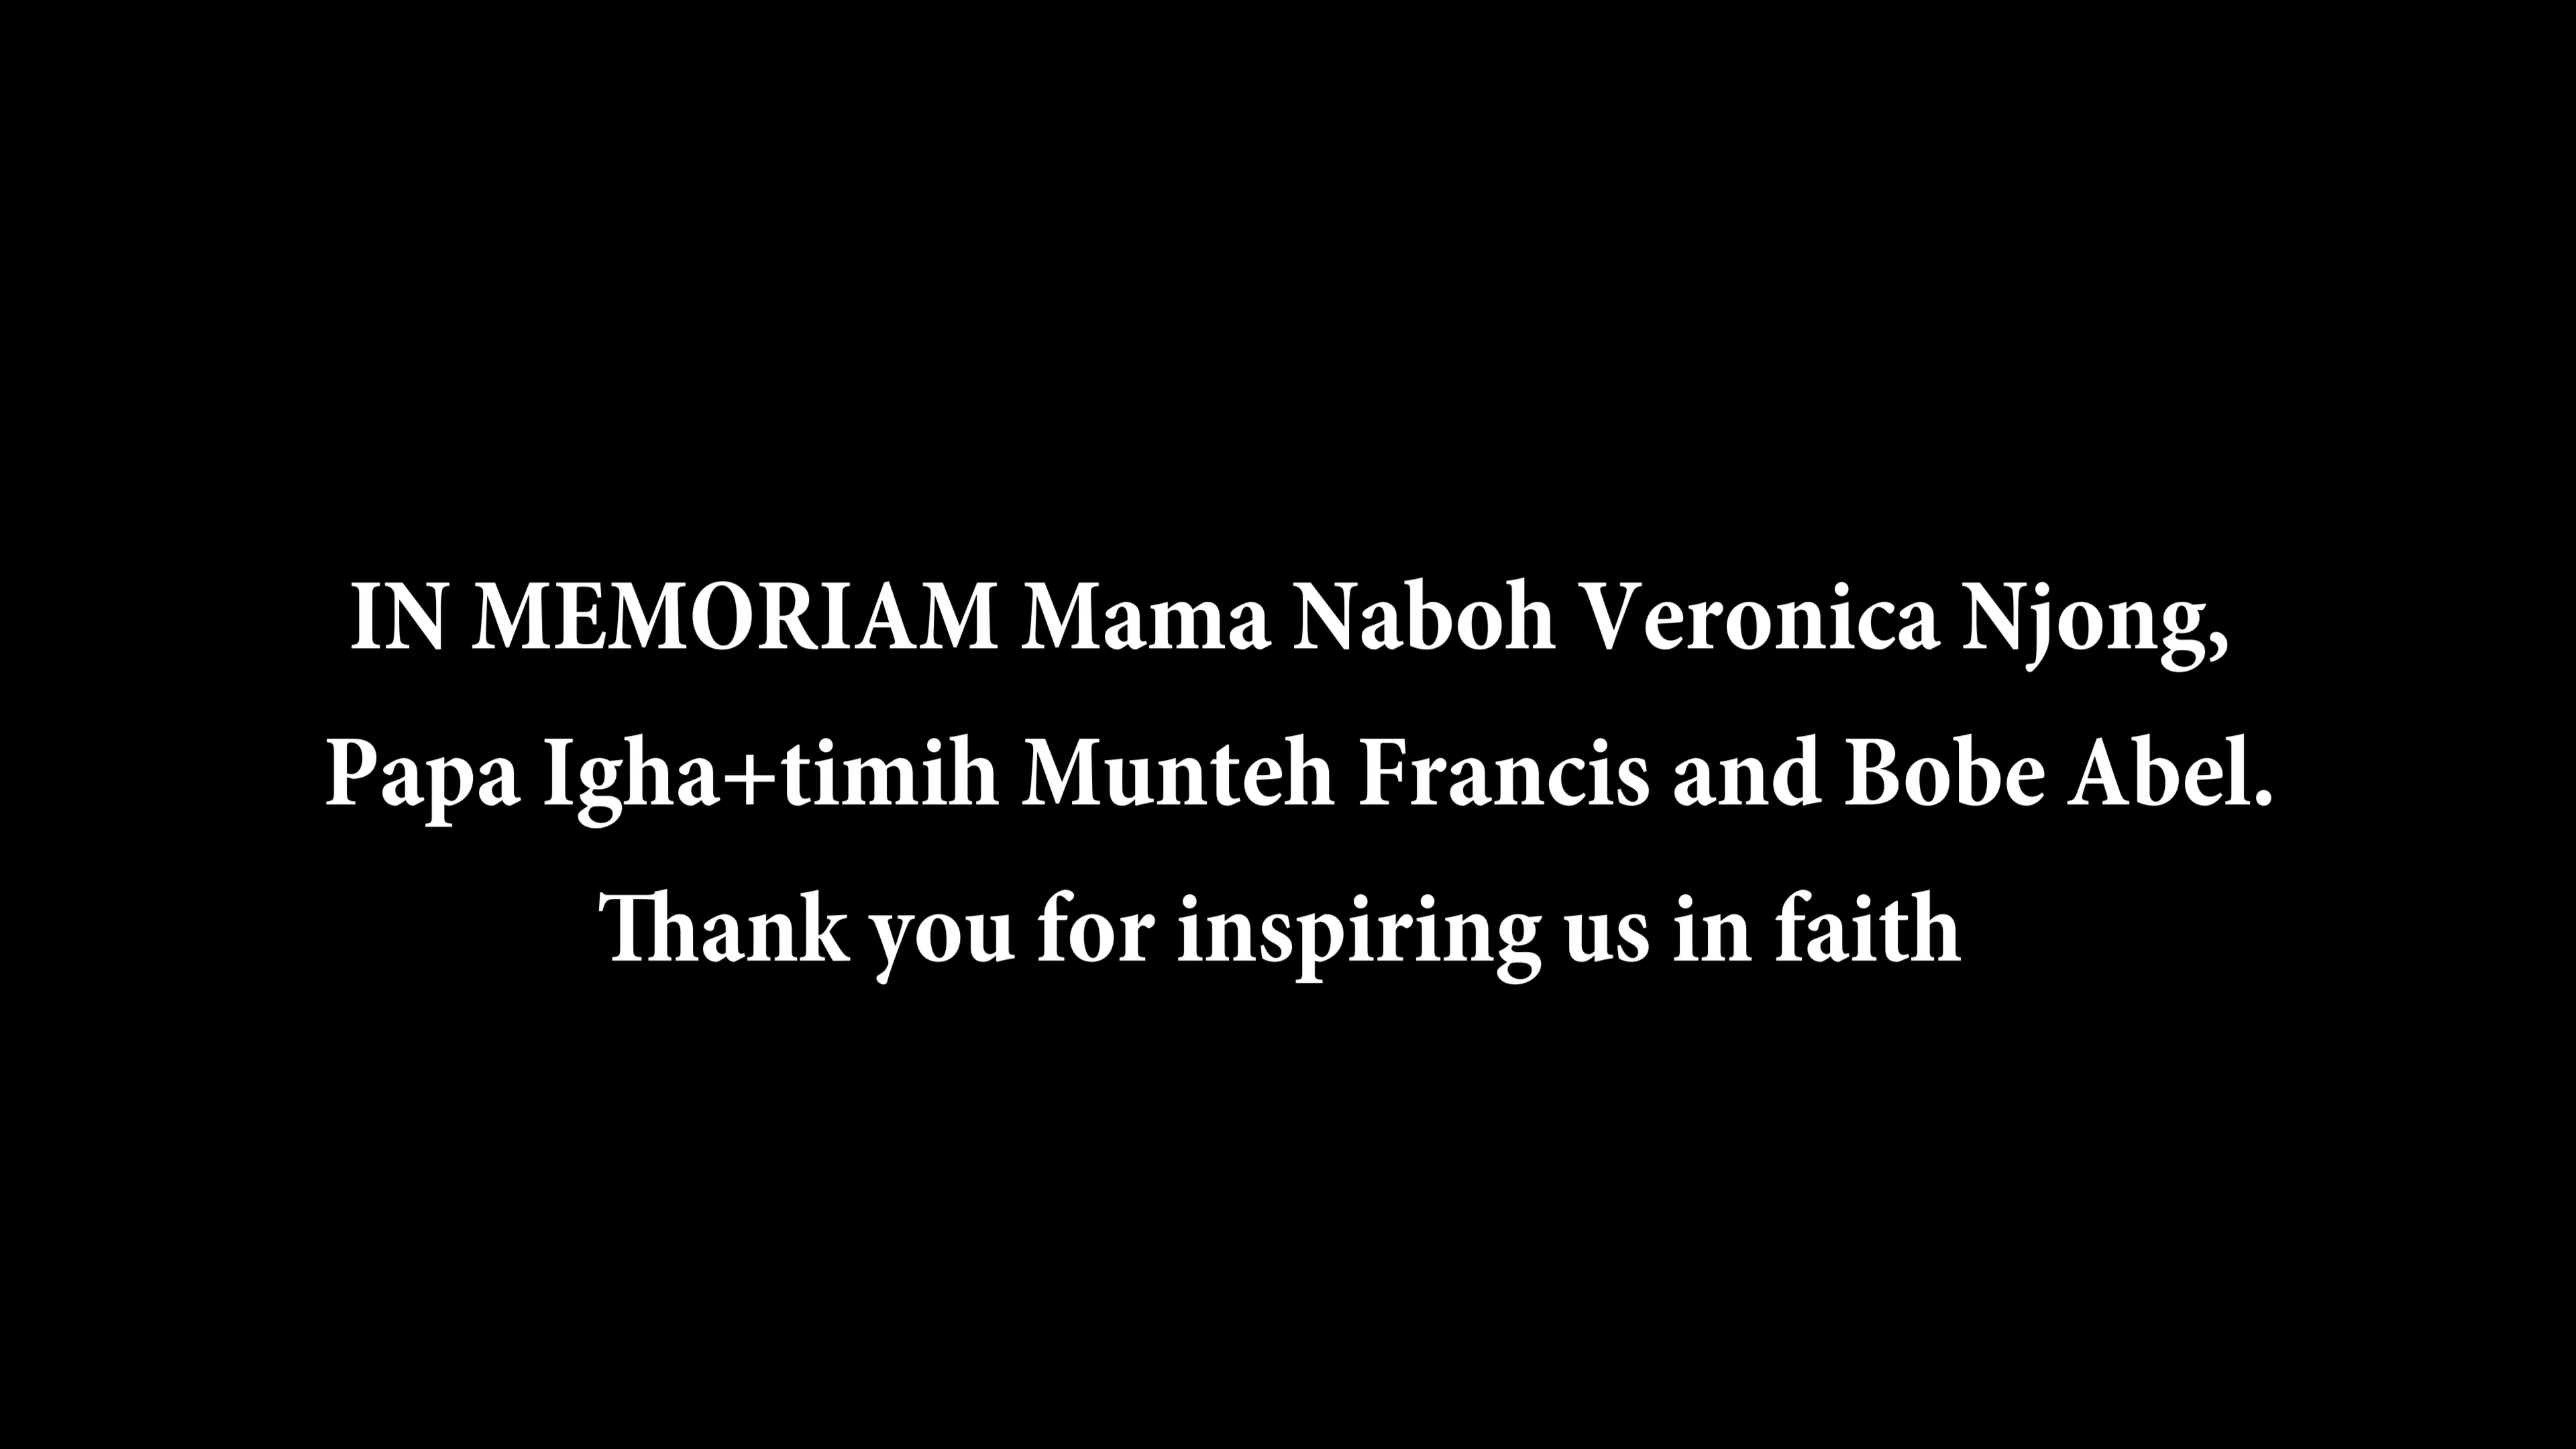 IN MEMORIAM Mama Naboh Veronica Njong,
Papa Igha+timih Munteh Francis and Bobe Abel.
Thank you for inspiring us in faith